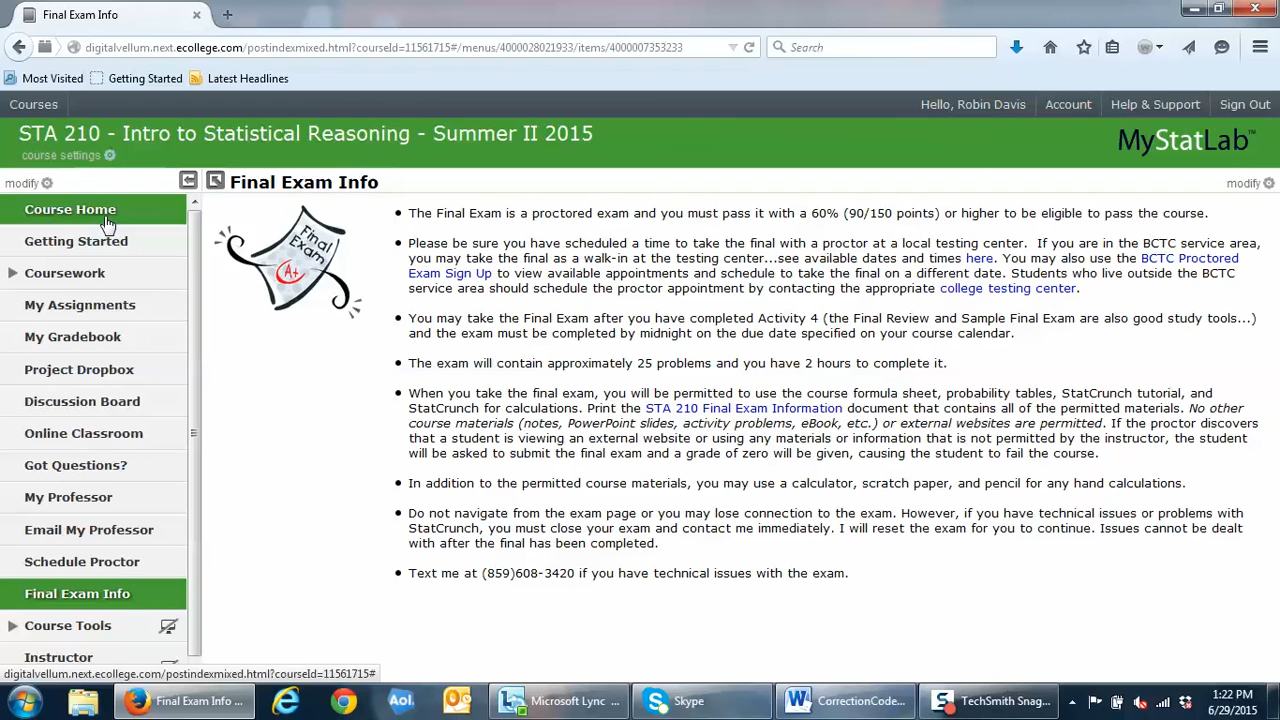 Final Exam Info
digitalvellum.next.ecollege.com/postindexmixed.html?courseId=11561715#/menus/4000028021933/items/4000007353233
Search
Most Visited Getting Started Latest Headlines
Courses Hello, Robin Davis Account Help & Support Sign Out
STA 210 - Intro to Statistical Reasoning - Summer II 2015
MyStatLab™
course settings
modify Final Exam Info modify
Course Home
Getting Started
Coursework
My Assignments
My Gradebook
Project Dropbox
Discussion Board
Online Classroom
Got Questions?
My Professor
Email My Professor
Schedule Proctor
Final Exam Info
Course Tools
Instructor
Final
Exam
A+
• The Final Exam is a proctored exam and you must pass it with a 60% (90/150 points) or higher to be eligible to pass the course.
• Please be sure you have scheduled a time to take the final with a proctor at a local testing center. If you are in the BCTC service area,
you may take the final as a walk-in at the testing center...see available dates and times here. You may also use the BCTC Proctored
Exam Sign Up to view available appointments and schedule to take the final on a different date. Students who live outside the BCTC
service area should schedule the proctor appointment by contacting the appropriate college testing center.
• You may take the Final Exam after you have completed Activity 4 (the Final Review and Sample Final Exam are also good study tools...)
and the exam must be completed by midnight on the due date specified on your course calendar.
• The exam will contain approximately 25 problems and you have 2 hours to complete it.
• When you take the final exam, you will be permitted to use the course formula sheet, probability tables, StatCrunch tutorial, and
StatCrunch for calculations. Print the STA 210 Final Exam Information document that contains all of the permitted materials. No other
course materials (notes, PowerPoint slides, activity problems, eBook, etc.) or external websites are permitted. If the proctor discovers
that a student is viewing an external website or using any materials or information that is not permitted by the instructor, the student
will be asked to submit the final exam and a grade of zero will be given, causing the student to fail the course.
• In addition to the permitted course materials, you may use a calculator, scratch paper, and pencil for any hand calculations.
• Do not navigate from the exam page or you may lose connection to the exam. However, if you have technical issues or problems with
StatCrunch, you must close your exam and contact me immediately. I will reset the exam for you to continue. Issues cannot be dealt
with after the final has been completed.
• Text me at (859)608-3420 if you have technical issues with the exam.
digitalvellum.next.ecollege.com/postindexmixed.html?courseId=11561715#
Final Exam Info ... Aol. Microsoft Lync ... Skype CorrectionCode... TechSmith Snag... 1:22 PM
6/29/2015